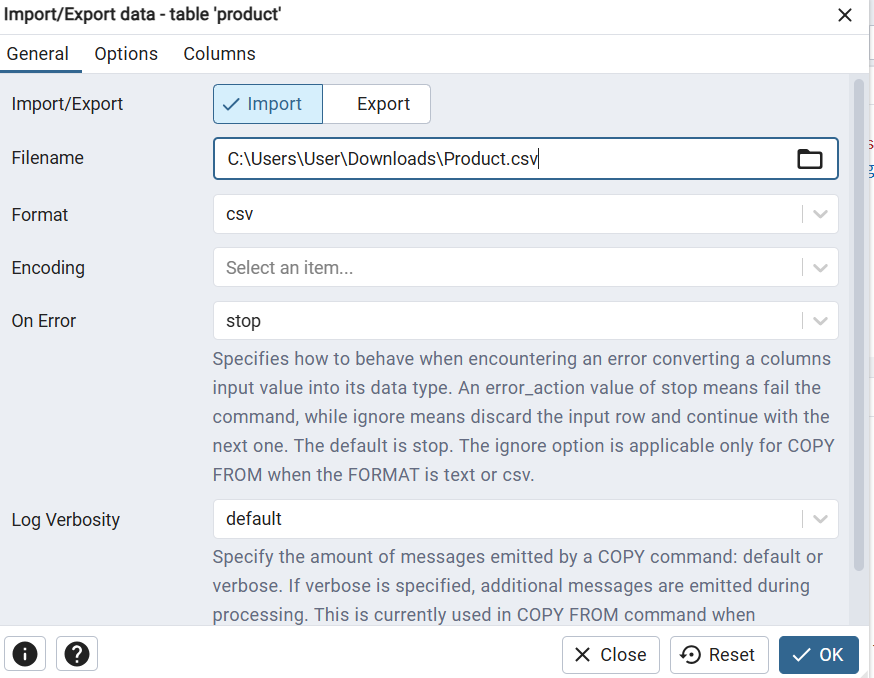 Import/Export data - table 'product'
General Options Columns
Import/Export Import Export
Filename C:\Users\User\Downloads\Product.csv
Format csv
Encoding Select an item...
On Error stop
Specifies how to behave when encountering an error converting a columns
input value into its data type. An error_action value of stop means fail the
command, while ignore means discard the input row and continue with the
next one. The default is stop. The ignore option is applicable only for COPY
FROM when the FORMAT is text or csv.
Log Verbosity default
Specify the amount of messages emitted by a COPY command: default or
verbose. If verbose is specified, additional messages are emitted during
processing. This is currently used in COPY FROM command when
Close Reset OK